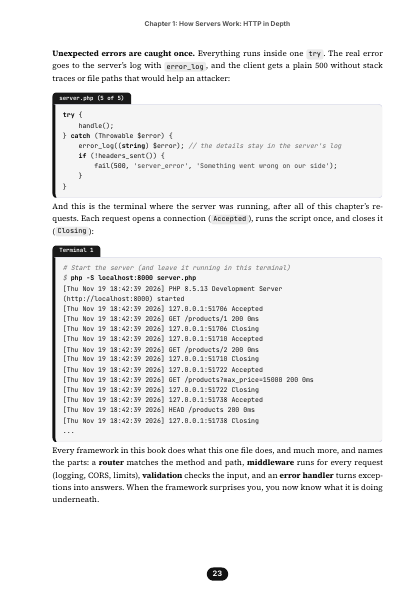 Chapter 1: How Servers Work: HTTP in Depth
Unexpected errors are caught once. Everything runs inside one try. The real error
goes to the server's log with error_log, and the client gets a plain 500 without stack
traces or file paths that would help an attacker:
server.php (5 of 5)
try {
handle();
} catch (Throwable $error) {
error_log((string) $error); // the details stay in the server's log
if (!headers_sent()) {
fail(500, 'server_error', 'Something went wrong on our side');
}
}
And this is the terminal where the server was running, after all of this chapter's re-
quests. Each request opens a connection (Accepted), runs the script once, and closes it
(Closing):
Terminal 1
# Start the server (and leave it running in this terminal)
$ php -S localhost:8000 server.php
[Thu Nov 19 18:42:39 2026] PHP 8.5.13 Development Server
(http://localhost:8000) started
[Thu Nov 19 18:42:39 2026] 127.0.0.1:51706 Accepted
[Thu Nov 19 18:42:39 2026] GET /products/1 200 0ms
[Thu Nov 19 18:42:39 2026] 127.0.0.1:51706 Closing
[Thu Nov 19 18:42:39 2026] 127.0.0.1:51718 Accepted
[Thu Nov 19 18:42:39 2026] GET /products/2 200 0ms
[Thu Nov 19 18:42:39 2026] 127.0.0.1:51718 Closing
[Thu Nov 19 18:42:39 2026] 127.0.0.1:51722 Accepted
[Thu Nov 19 18:42:39 2026] GET /products?max_price=15000 200 0ms
[Thu Nov 19 18:42:39 2026] 127.0.0.1:51722 Closing
[Thu Nov 19 18:42:39 2026] 127.0.0.1:51738 Accepted
[Thu Nov 19 18:42:39 2026] HEAD /products 200 0ms
[Thu Nov 19 18:42:39 2026] 127.0.0.1:51738 Closing
...
Every framework in this book does what this one file does, and much more, and names
the parts: a router matches the method and path, middleware runs for every request
(logging, CORS, limits), validation checks the input, and an error handler turns excep-
tions into answers. When the framework surprises you, you now know what it is doing
underneath.
23